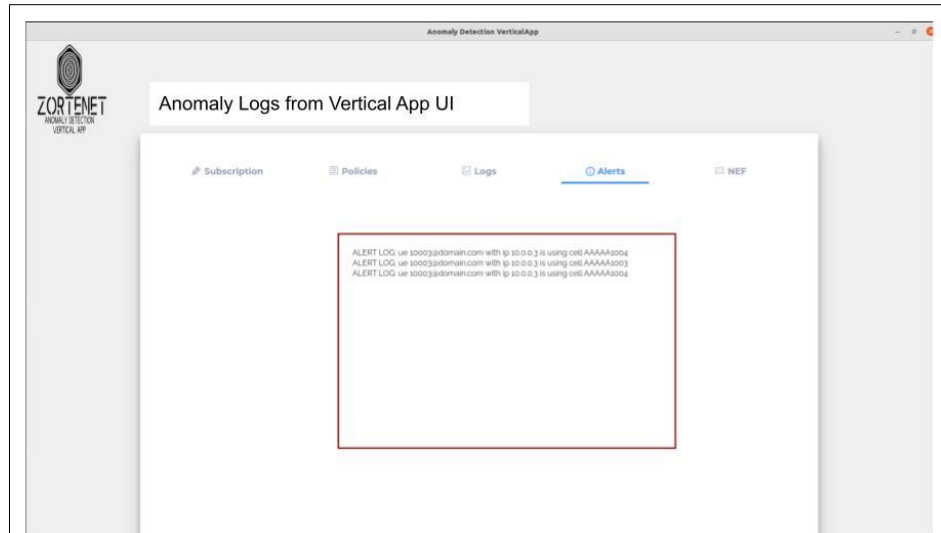 Anomaly Detection VerticalApp
ZORTENET
ANOMALY DETECTION
VERTICAL APP
Anomaly Logs from Vertical App UI
Subscription
Policies
Logs
Alerts
NEF
ALERT LOG: ue 10003@domain.com with ip 10.0.0.3 is using cell AAAAA1004
ALERT LOG: ue 10003@domain.com with ip 10.0.0.3 is using cell AAAAA1003
ALERT LOG: ue 10003@domain.com with ip 10.0.0.3 is using cell AAAAA1004